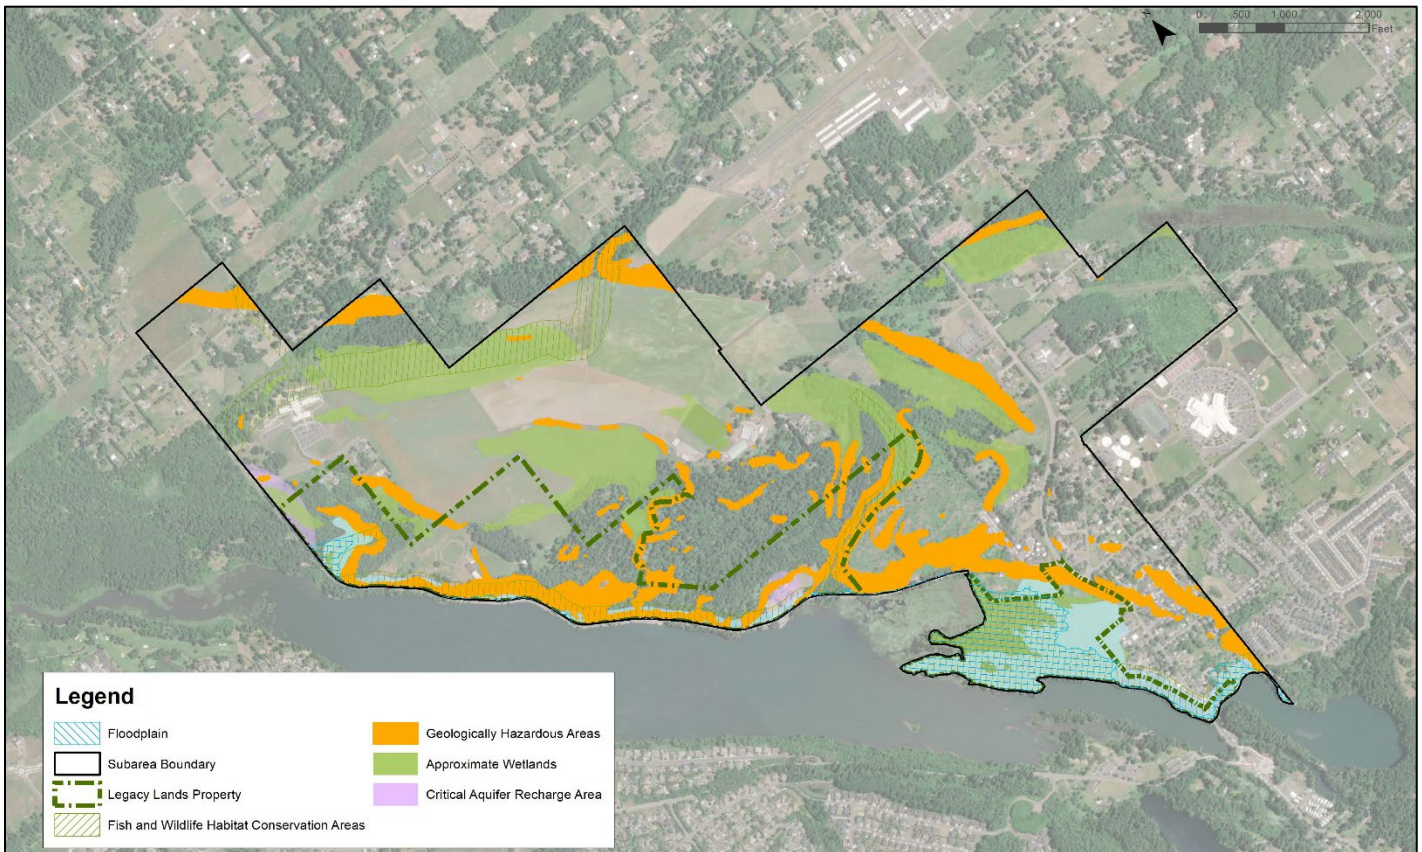 0 500 1,000 2,000
Feet
Legend
Floodplain
Subarea Boundary
Legacy Lands Property
Fish and Wildlife Habitat Conservation Areas
Geologically Hazardous Areas
Approximate Wetlands
Critical Aquifer Recharge Area